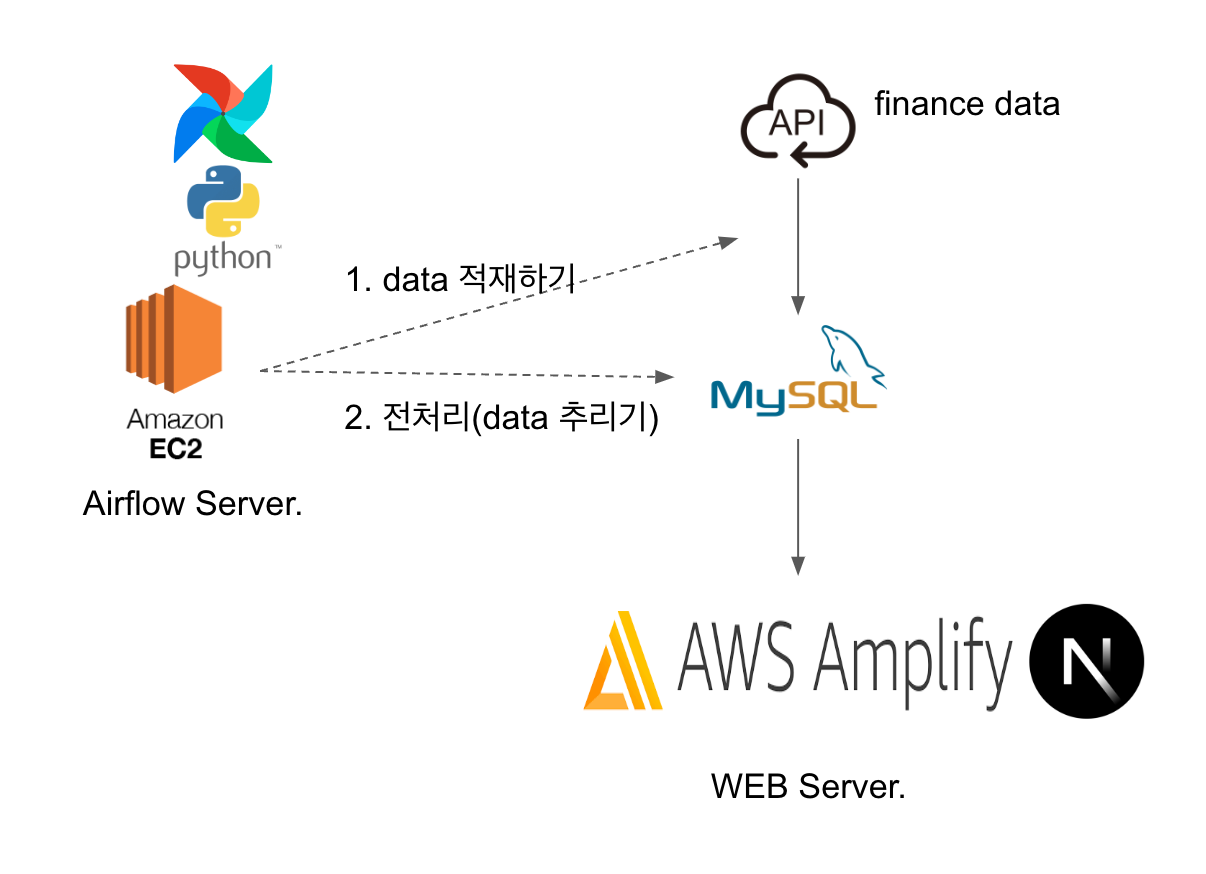 API
finance data
python™
1. data 적재하기
MySQL
2. 전처리(data 추리기)
Amazon
EC2
Airflow Server.
AWS Amplify
N
WEB Server.